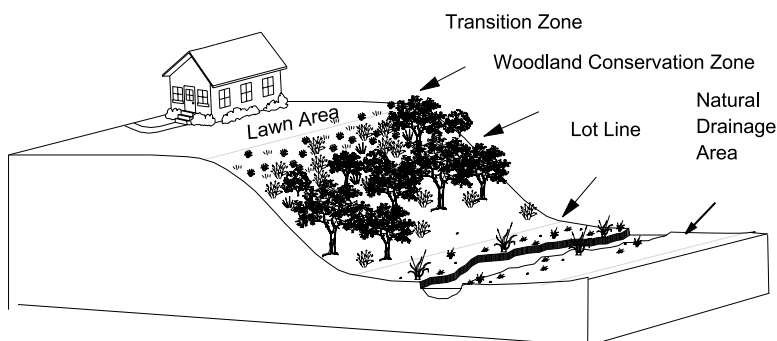 Transition Zone
Woodland Conservation Zone
Lawn Area
Lot Line
Natural
Drainage
Area